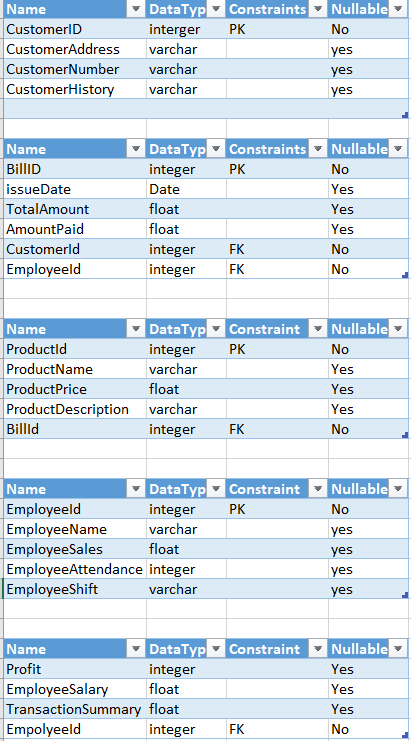 Name DataTyp Constraints Nullable
CustomerID interger PK No
CustomerAddress varchar yes
CustomerNumber varchar yes
CustomerHistory varchar yes
Name DataTyp Constraints Nullable
BillID integer PK No
issueDate Date Yes
TotalAmount float Yes
AmountPaid float Yes
CustomerId integer FK No
EmployeeId integer FK No
Name DataTyp Constraint Nullable
ProductId integer PK No
ProductName varchar Yes
ProductPrice float Yes
ProductDescription varchar Yes
BillId integer FK No
Name DataTyp Constraint Nullable
EmployeeId integer PK No
EmployeeName varchar yes
EmployeeSales float yes
EmployeeAttendance integer yes
EmployeeShift varchar yes
Name DataTyp Constraint Nullable
Profit integer Yes
EmployeeSalary float Yes
TransactionSummary float Yes
EmpolyeeId integer FK No